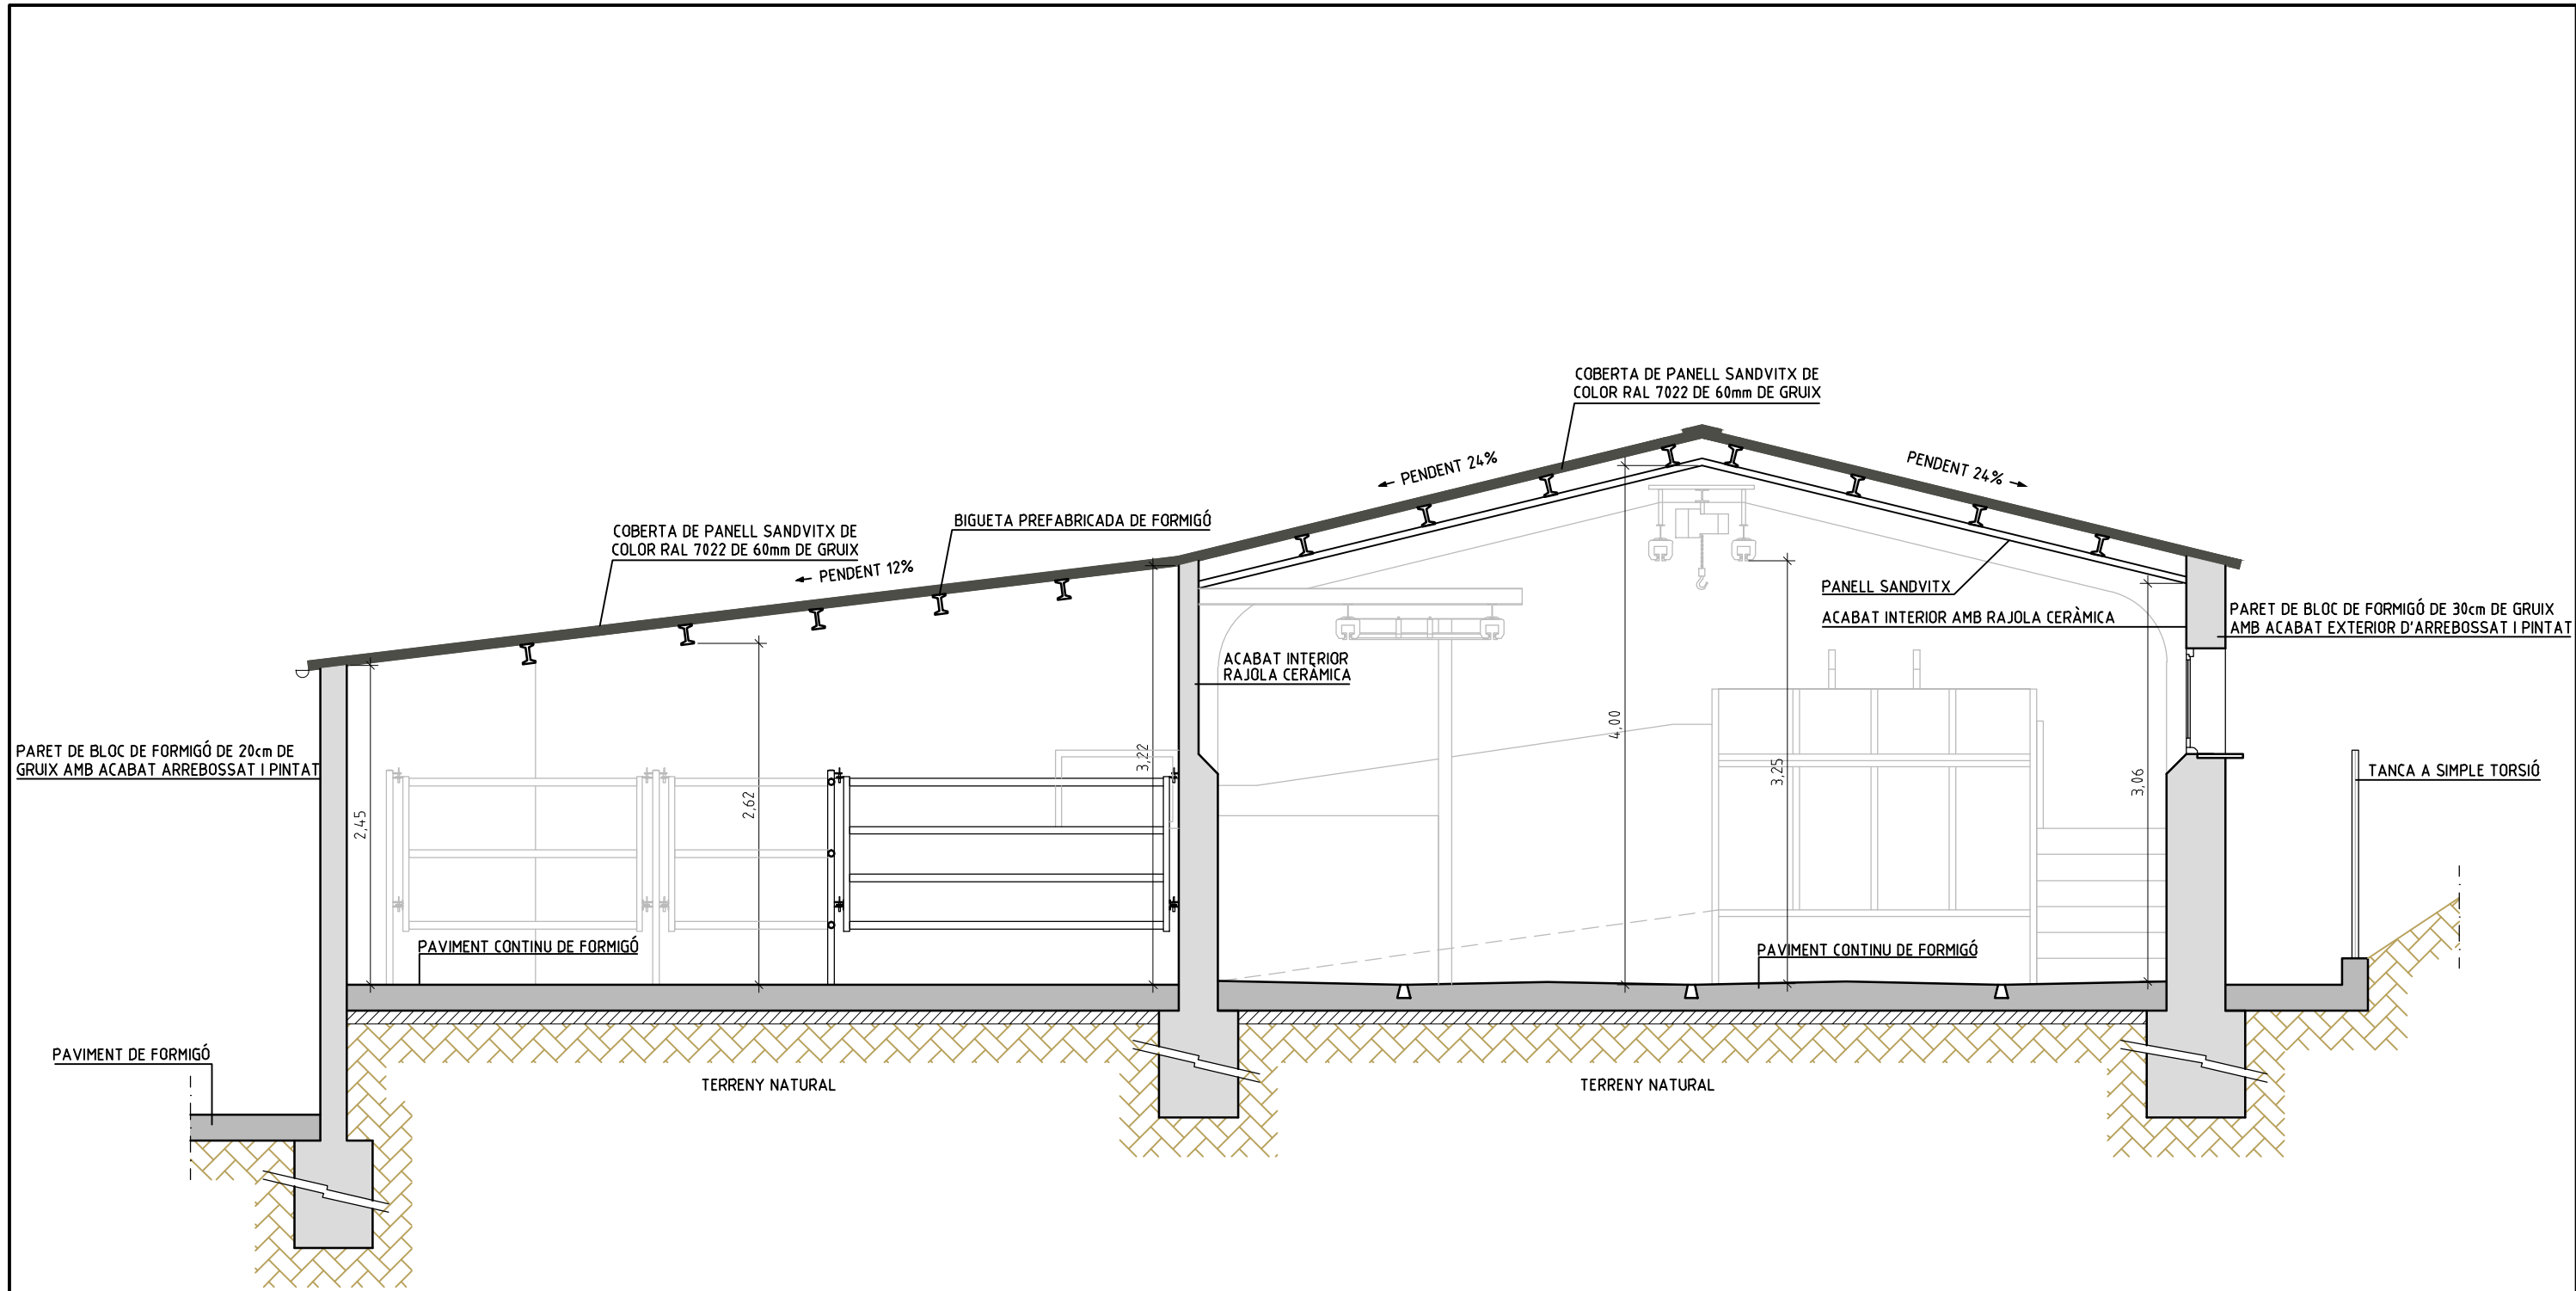 COBERTA DE PANELL SANDVITX DE
COLOR RAL 7022 DE 60mm DE GRUIX
PENDENT 24%
PENDENT 24%
BIGUETA PREFABRICADA DE FORMIGÓ
COBERTA DE PANELL SANDVITX DE
COLOR RAL 7022 DE 60mm DE GRUIX
PENDENT 12%
PANELL SANDVITX
ACABAT INTERIOR AMB RAJOLA CERÀMICA
PARET DE BLOC DE FORMIGÓ DE 30cm DE GRUIX
AMB ACABAT EXTERIOR D'ARREBOSSAT I PINTAT
ACABAT INTERIOR
RAJOLA CERÀMICA
PARET DE BLOC DE FORMIGÓ DE 20cm DE
GRUIX AMB ACABAT ARREBOSSAT I PINTAT
2,45
2,62
3,22
4,00
3,25
3,06
TANCA A SIMPLE TORSIÓ
PAVIMENT CONTINU DE FORMIGÓ
PAVIMENT CONTINU DE FORMIGÓ
PAVIMENT DE FORMIGÓ
TERRENY NATURAL
TERRENY NATURAL